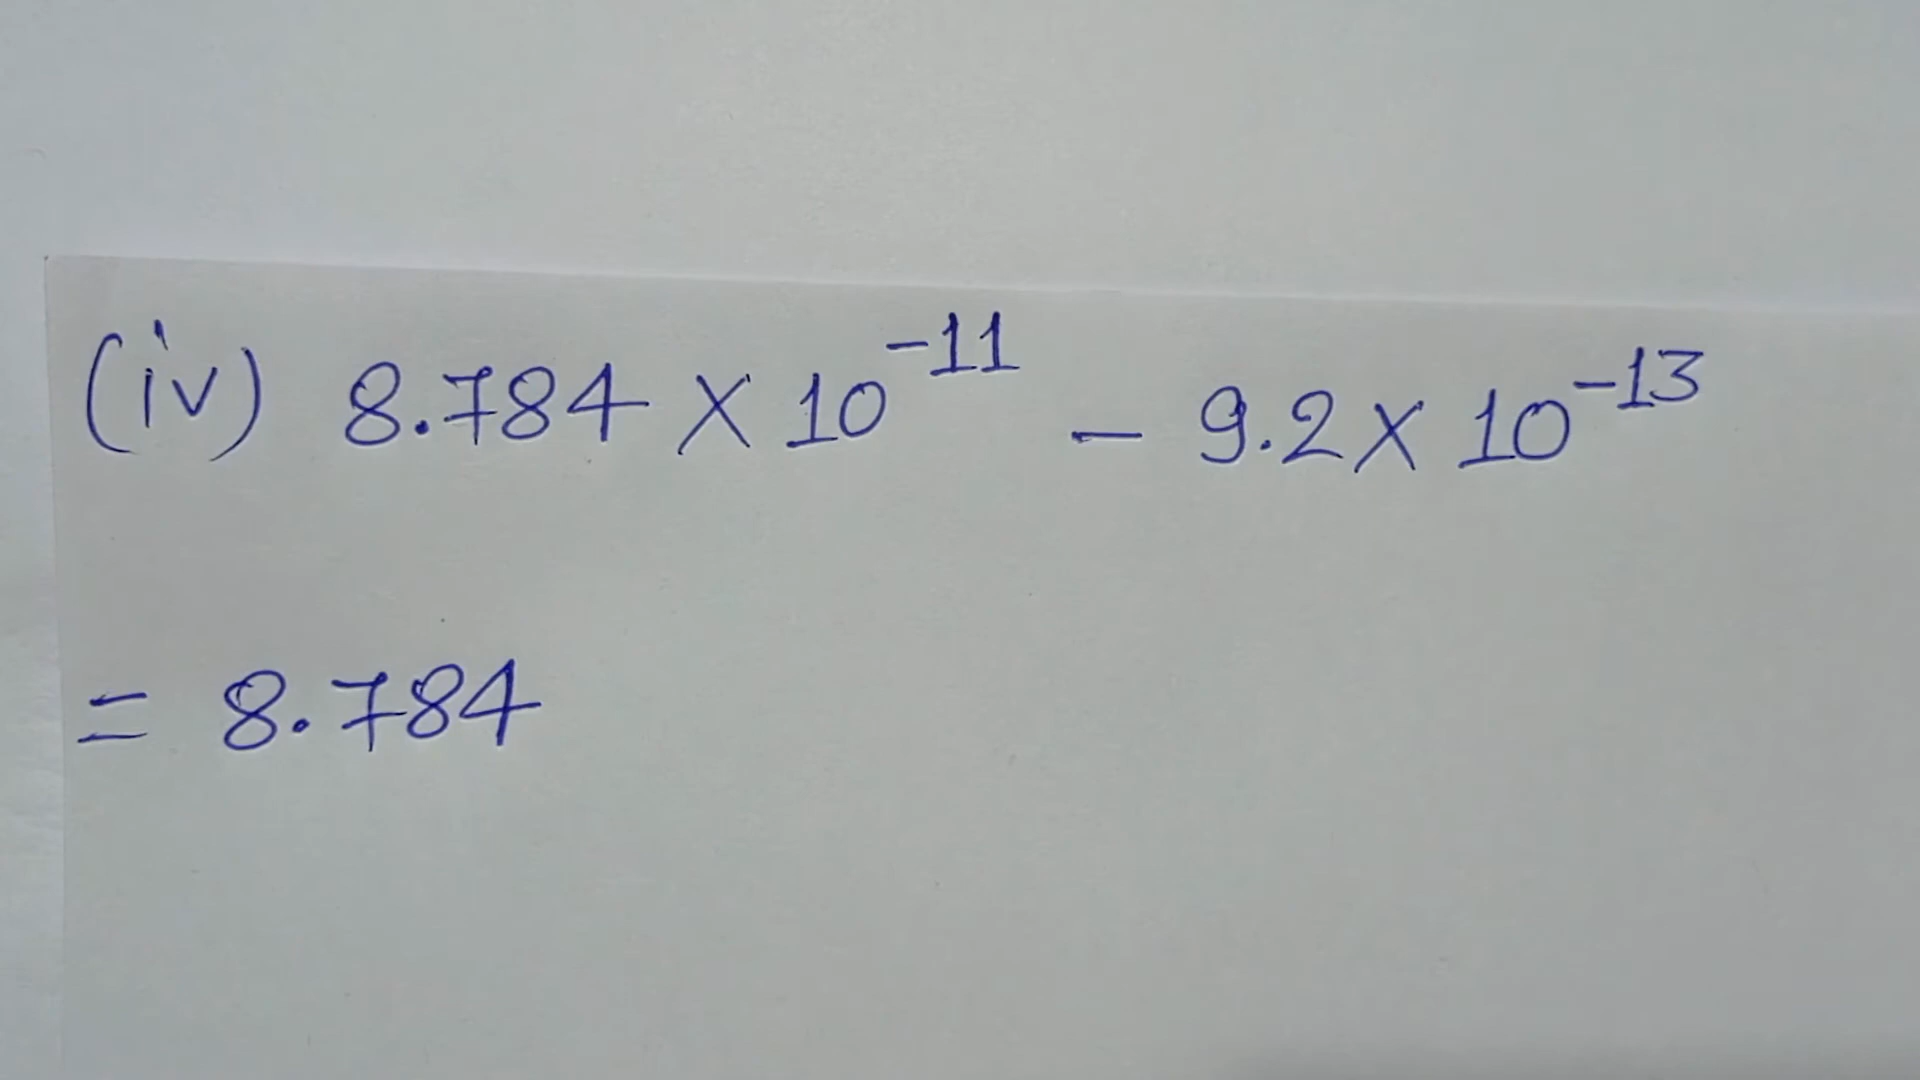 (iv) 8.784 × 10⁻¹¹ – 9.2 × 10⁻¹³
= 8.784